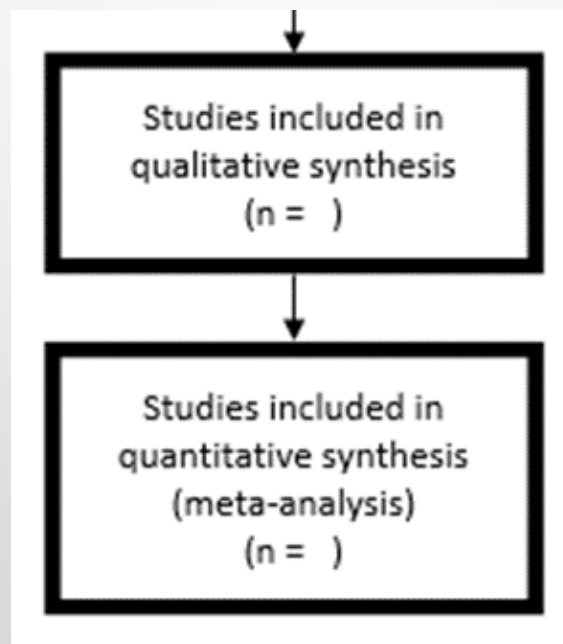 Studies included in
qualitative synthesis
(n =   )
Studies included in
quantitative synthesis
(meta-analysis)
(n =   )